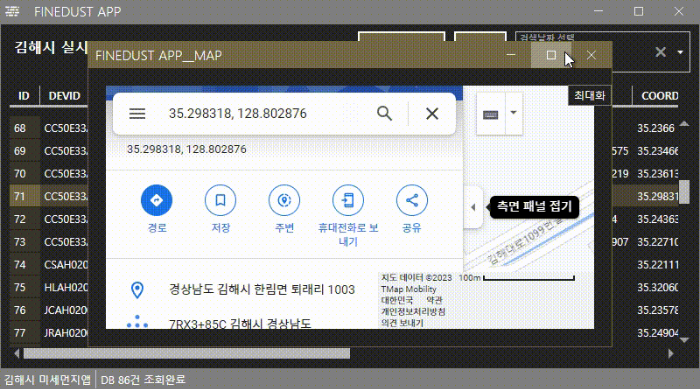 FINEDUST APP
김해시 실시
검색날짜 선택
FINEDUST APP__MAP
최대화
ID DEVID COORD
35.298318, 128.802876
35.298318, 128.802876
경로 저장 주변 휴대전화로 보내기 공유
측면 패널 접기
경상남도 김해시 한림면 퇴래리 1003
7RX3+85C 김해시 경상남도
김해대로1099번길
지도 데이터 ©2023 100m
TMap Mobility
대한민국 약관
개인정보처리방침
의견 보내기
68 CC50E33 35.2366
69 CC50E33 575 35.23466
70 CC50E33 219 35.23613
71 CC50E33 35.29831
72 CC50E33 35.24363
73 CC50E33 907 35.22710
74 CSAH020 35.22111
75 HLAH020 35.32060
76 JCAH020 35.23578
77 JRAH020 35.24904
김해시 미세먼지앱 DB 86건 조회완료